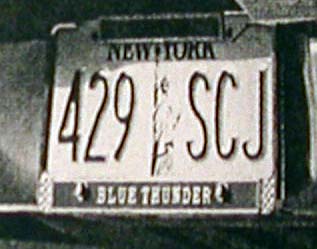 NEW YORK
429 SCJ
BLUE THUNDER